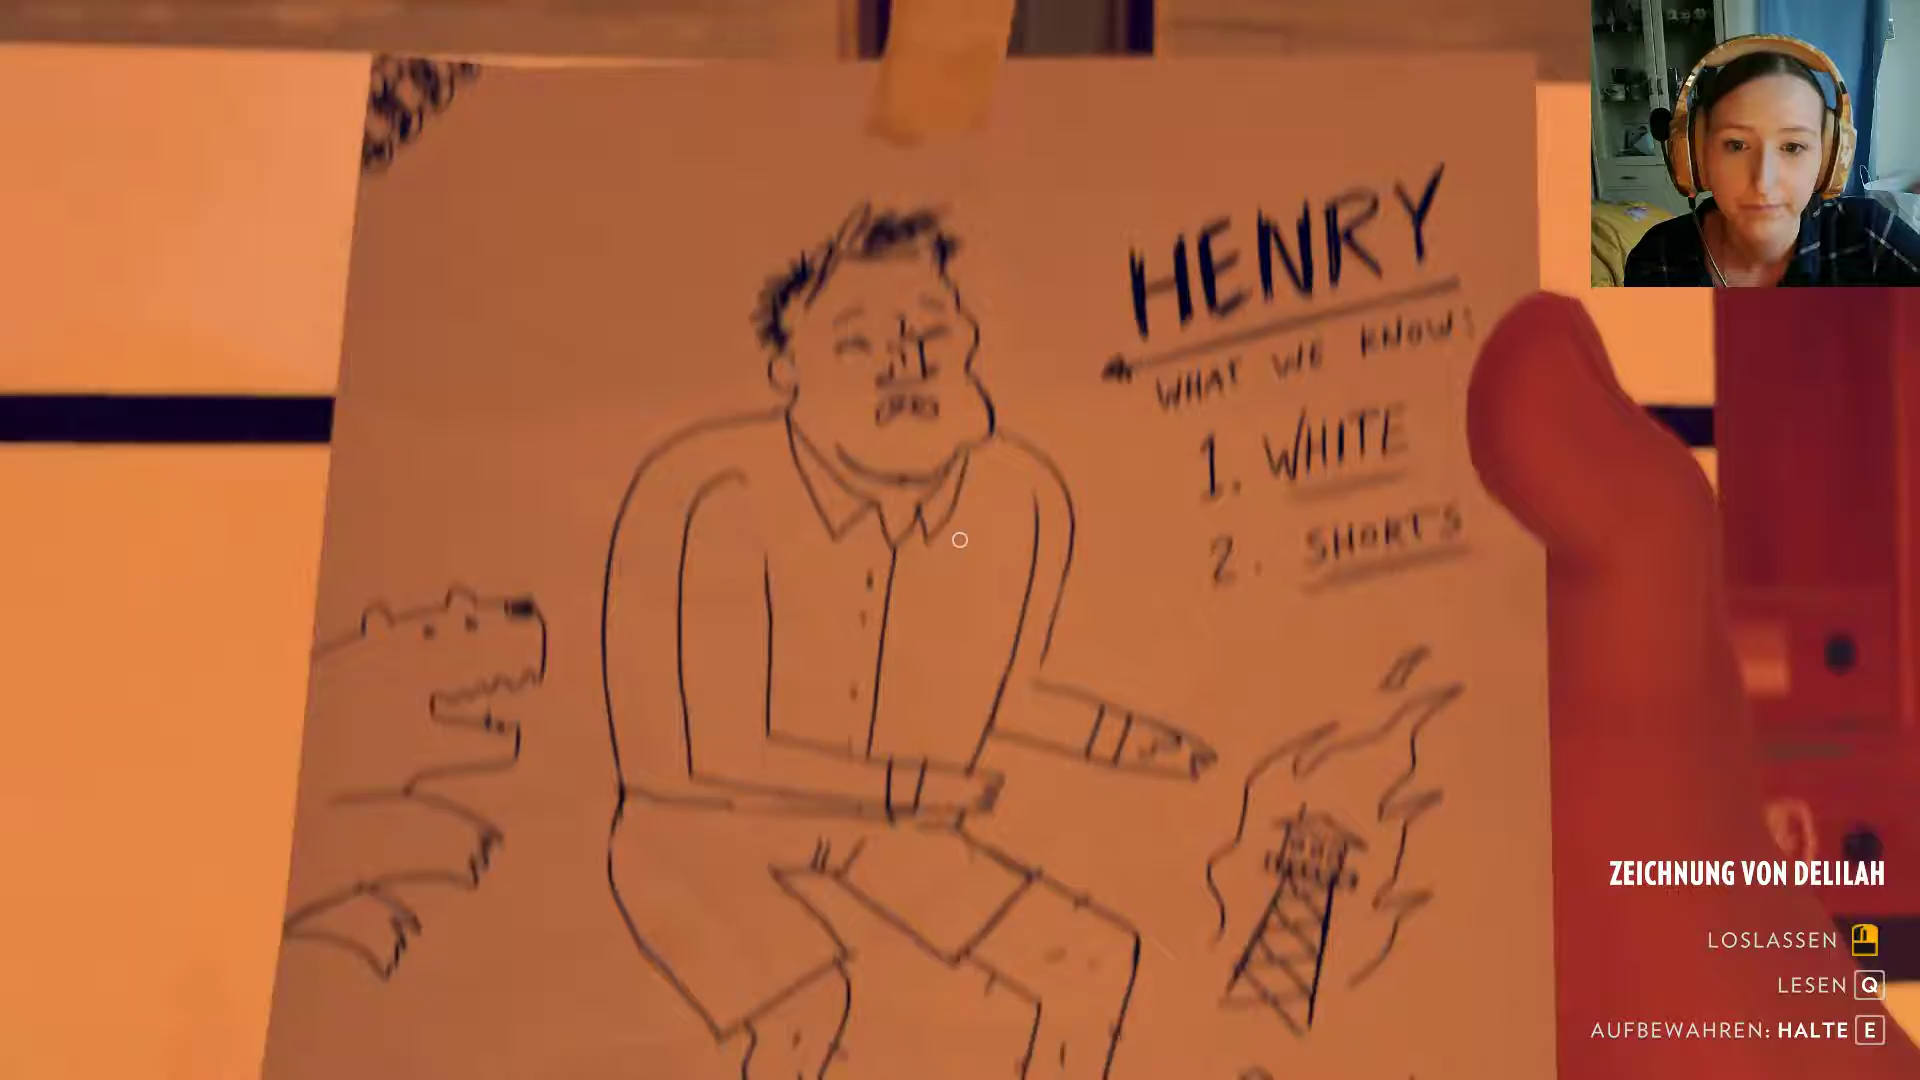 HENRY
WHAT WE KNOW:
1. WHITE
2. SHORTS
ZEICHNUNG VON DELILAH
LOSLASSEN
LESEN Q
AUFBEWAHREN: HALTE E